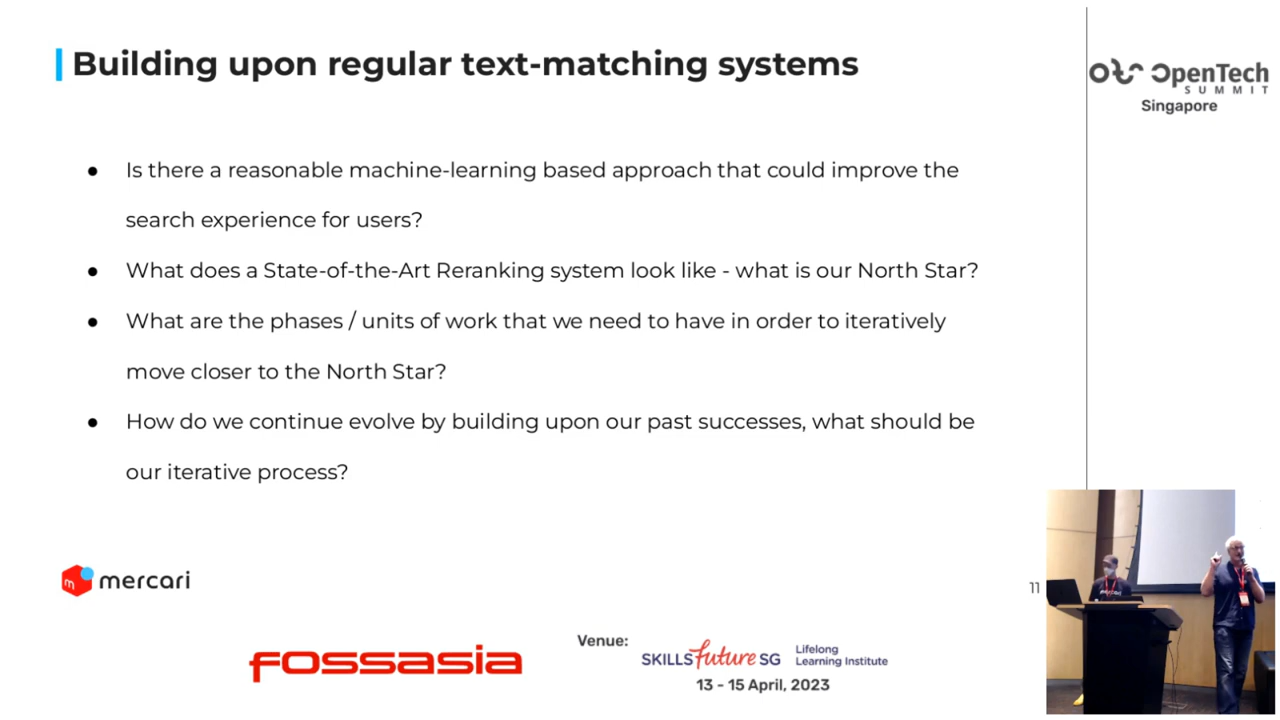 Building upon regular text-matching systems
OpenTech
SUMMIT
Singapore
● Is there a reasonable machine-learning based approach that could improve the
search experience for users?
● What does a State-of-the-Art Reranking system look like - what is our North Star?
● What are the phases / units of work that we need to have in order to iteratively
move closer to the North Star?
● How do we continue evolve by building upon our past successes, what should be
our iterative process?
m mercari
11
Venue:
fossasia
SKILLS future SG
Lifelong
Learning Institute
13 - 15 April, 2023